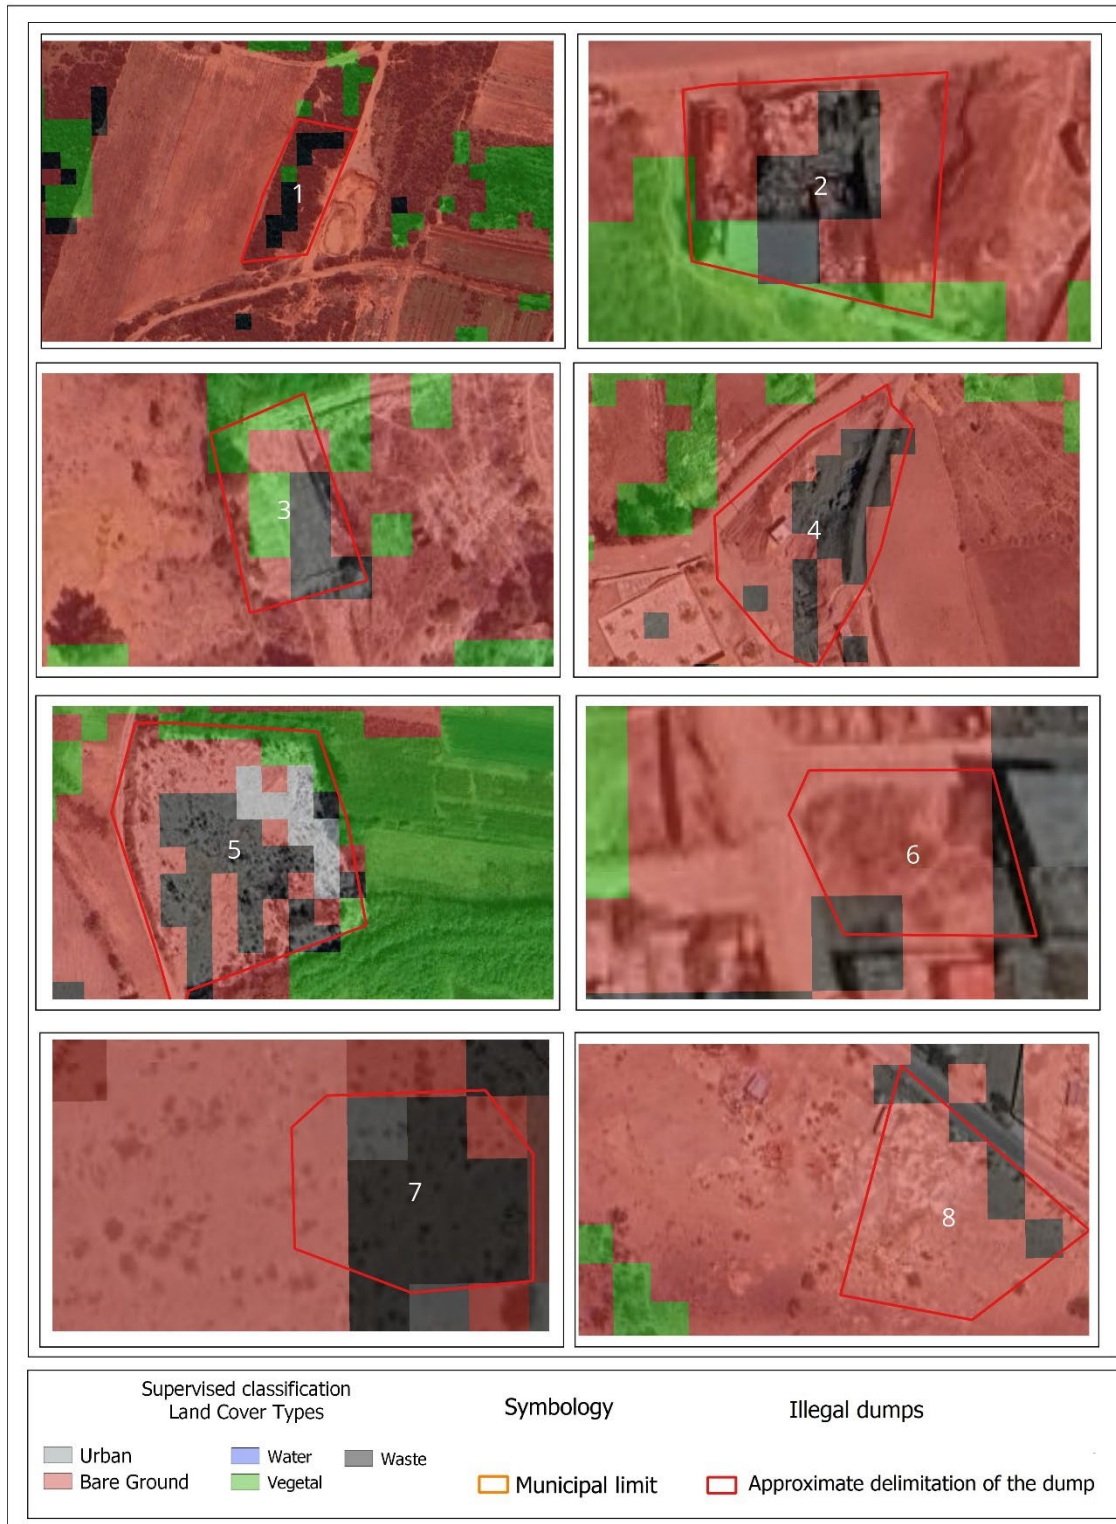 1
2
3
4
5
6
7
8
Supervised classification
Land Cover Types
Symbology
Illegal dumps
Urban
Water
Waste
Bare Ground
Vegetal
Municipal limit
Approximate delimitation of the dump